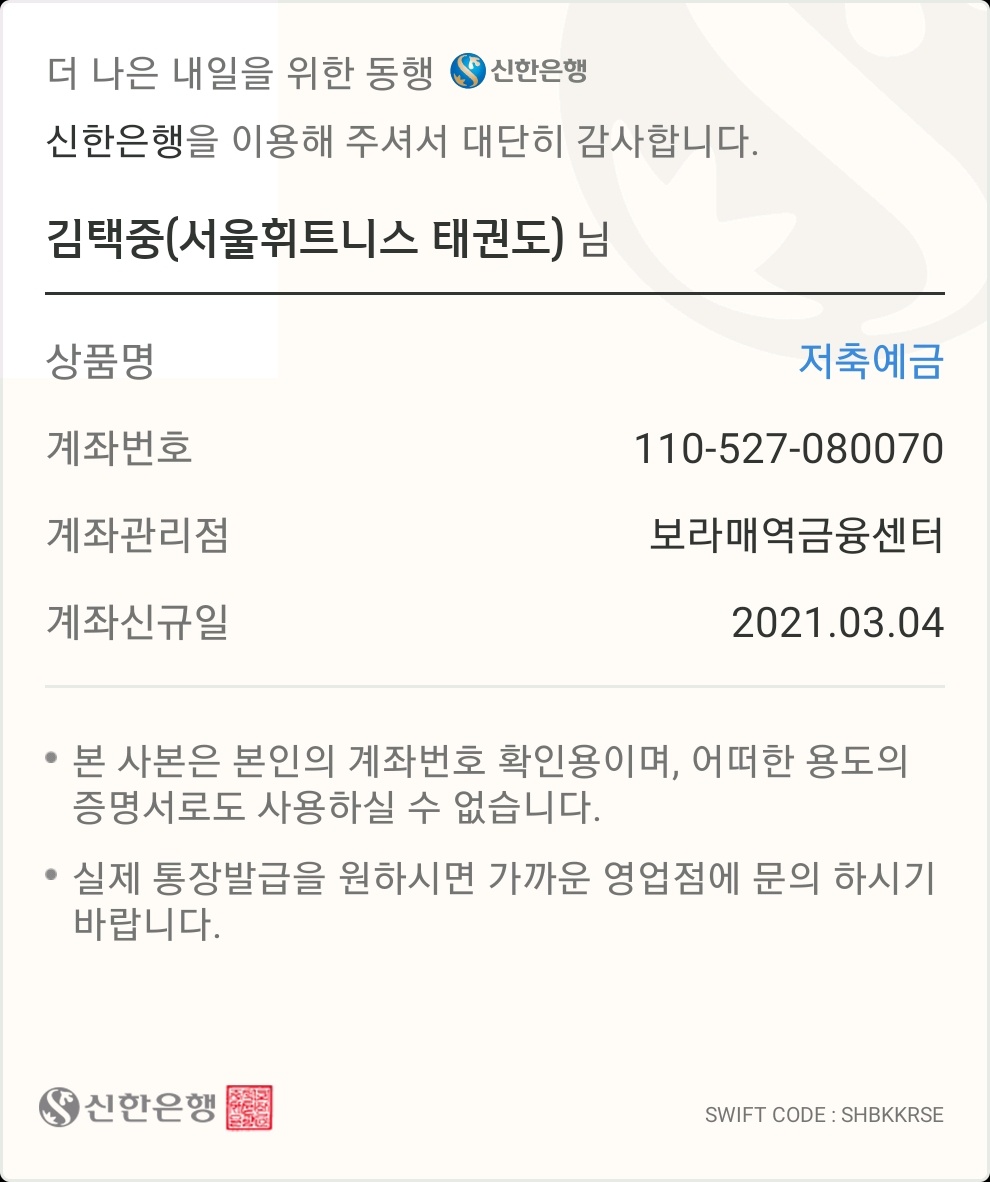 더 나은 내일을 위한 동행 신한은행
신한은행을 이용해 주셔서 대단히 감사합니다.
김택중(서울휘트니스 태권도) 님
상품명 저축예금
계좌번호 110-527-080070
계좌관리점 보라매역금융센터
계좌신규일 2021.03.04
• 본 사본은 본인의 계좌번호 확인용이며, 어떠한 용도의
증명서로도 사용하실 수 없습니다.
• 실제 통장발급을 원하시면 가까운 영업점에 문의 하시기
바랍니다.
신한은행 SWIFT CODE : SHBKKRSE